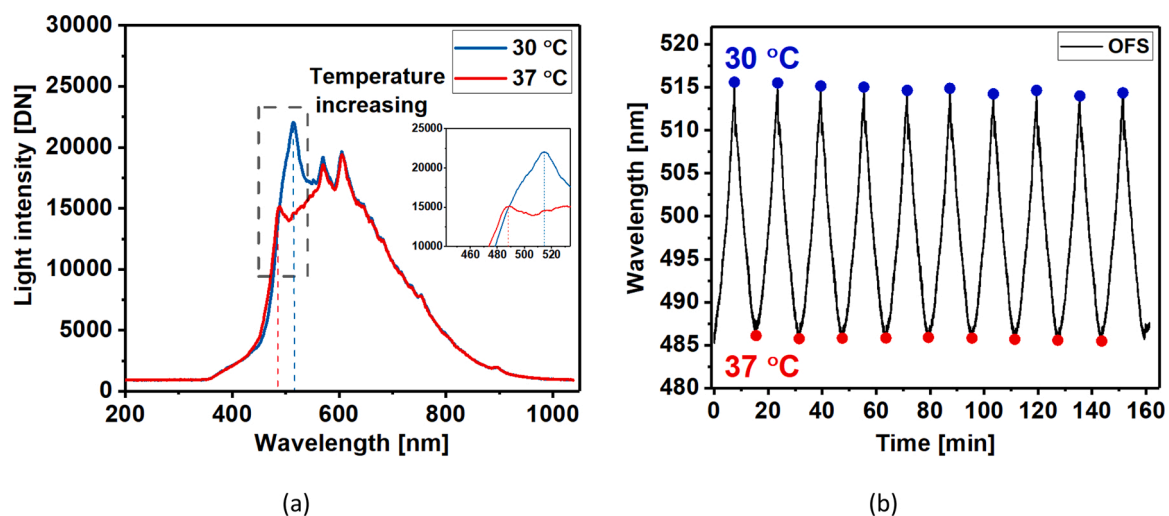 30 °C
37 °C
Temperature
increasing
Light intensity [DN]
30000
25000
20000
15000
10000
5000
0
200
400
600
800
1000
Wavelength [nm]
25000
20000
15000
10000
460
480
500
520
(a)
OFS
30 °C
37 °C
Wavelength [nm]
520
515
510
505
500
495
490
485
480
0
20
40
60
80
100
120
140
160
Time [min]
(b)